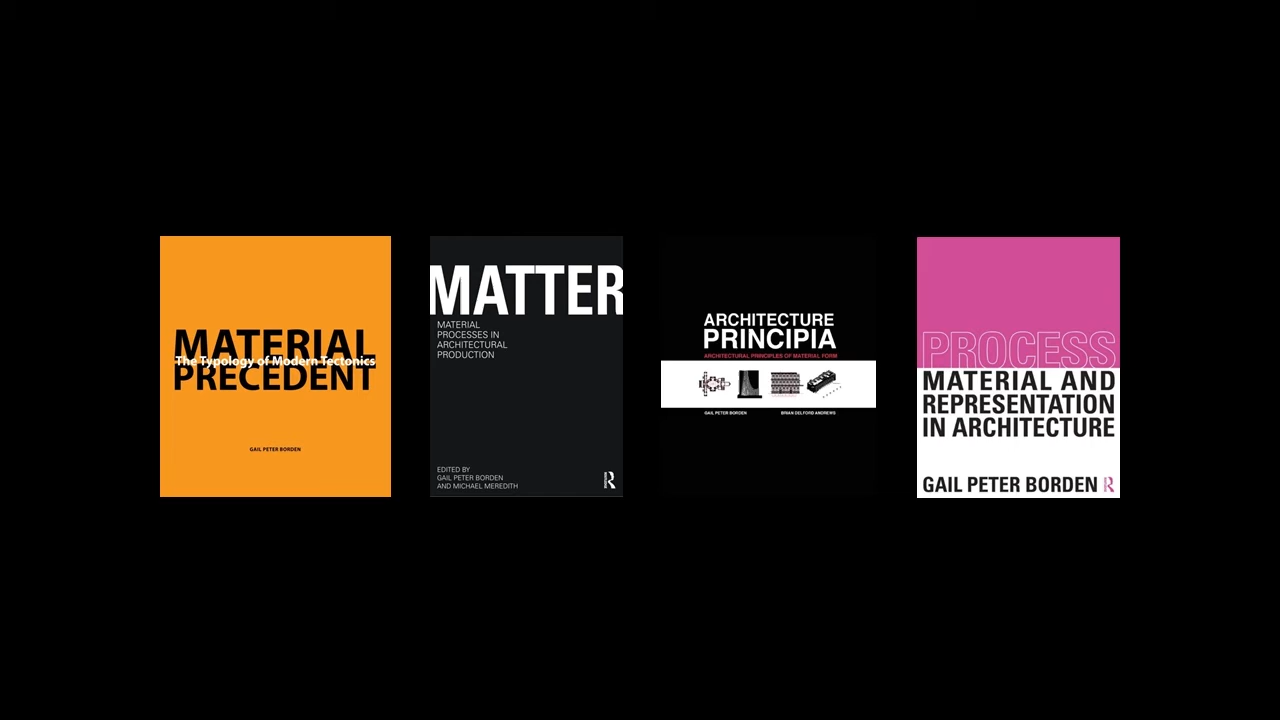 MATERIAL
The Typology of Modern Tectonics
PRECEDENT
GAIL PETER BORDEN
MATTER
MATERIAL
PROCESSES IN
ARCHITECTURAL
PRODUCTION
EDITED BY
GAIL PETER BORDEN
AND MICHAEL MEREDITH
R
ARCHITECTURE
PRINCIPIA
ARCHITECTURAL PRINCIPLES OF MATERIAL FORM
GAIL PETER BORDEN
BRIAN DELFORD ANDREWS
PROCESS
MATERIAL AND
REPRESENTATION
IN ARCHITECTURE
GAIL PETER BORDEN R